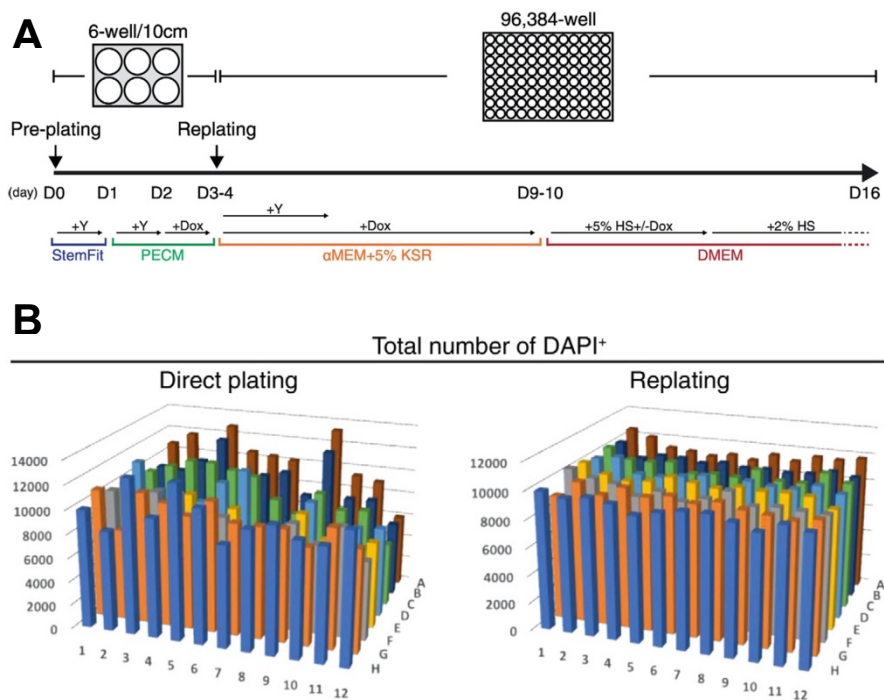 A
6-well/10cm
96,384-well
Pre-plating
Replating
(day) D0 D1 D2 D3-4 D9-10 D16
+Y +Y +Dox +Y +Dox +5% HS+/-Dox +2% HS
StemFit PECM αMEM+5% KSR DMEM
B
Total number of DAPI⁺
Direct plating
14000
12000
10000
8000
6000
4000
2000
0
1 2 3 4 5 6 7 8 9 10 11 12
A
B
C
D
E
F
G
H
Replating
12000
10000
8000
6000
4000
2000
0
1 2 3 4 5 6 7 8 9 10 11 12
A
B
C
D
E
F
G
H